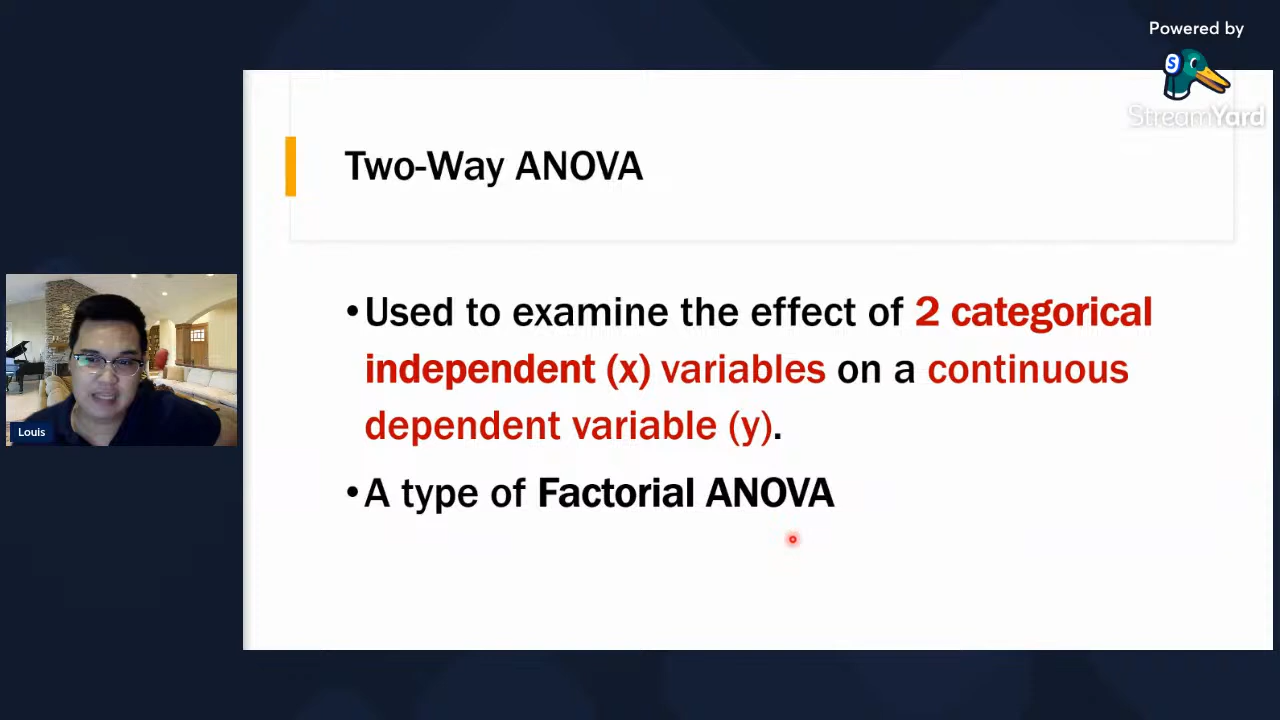 Powered by
S
StreamYard
Two-Way ANOVA
•Used to examine the effect of 2 categorical
independent (x) variables on a continuous
dependent variable (y).
•A type of Factorial ANOVA
Louis